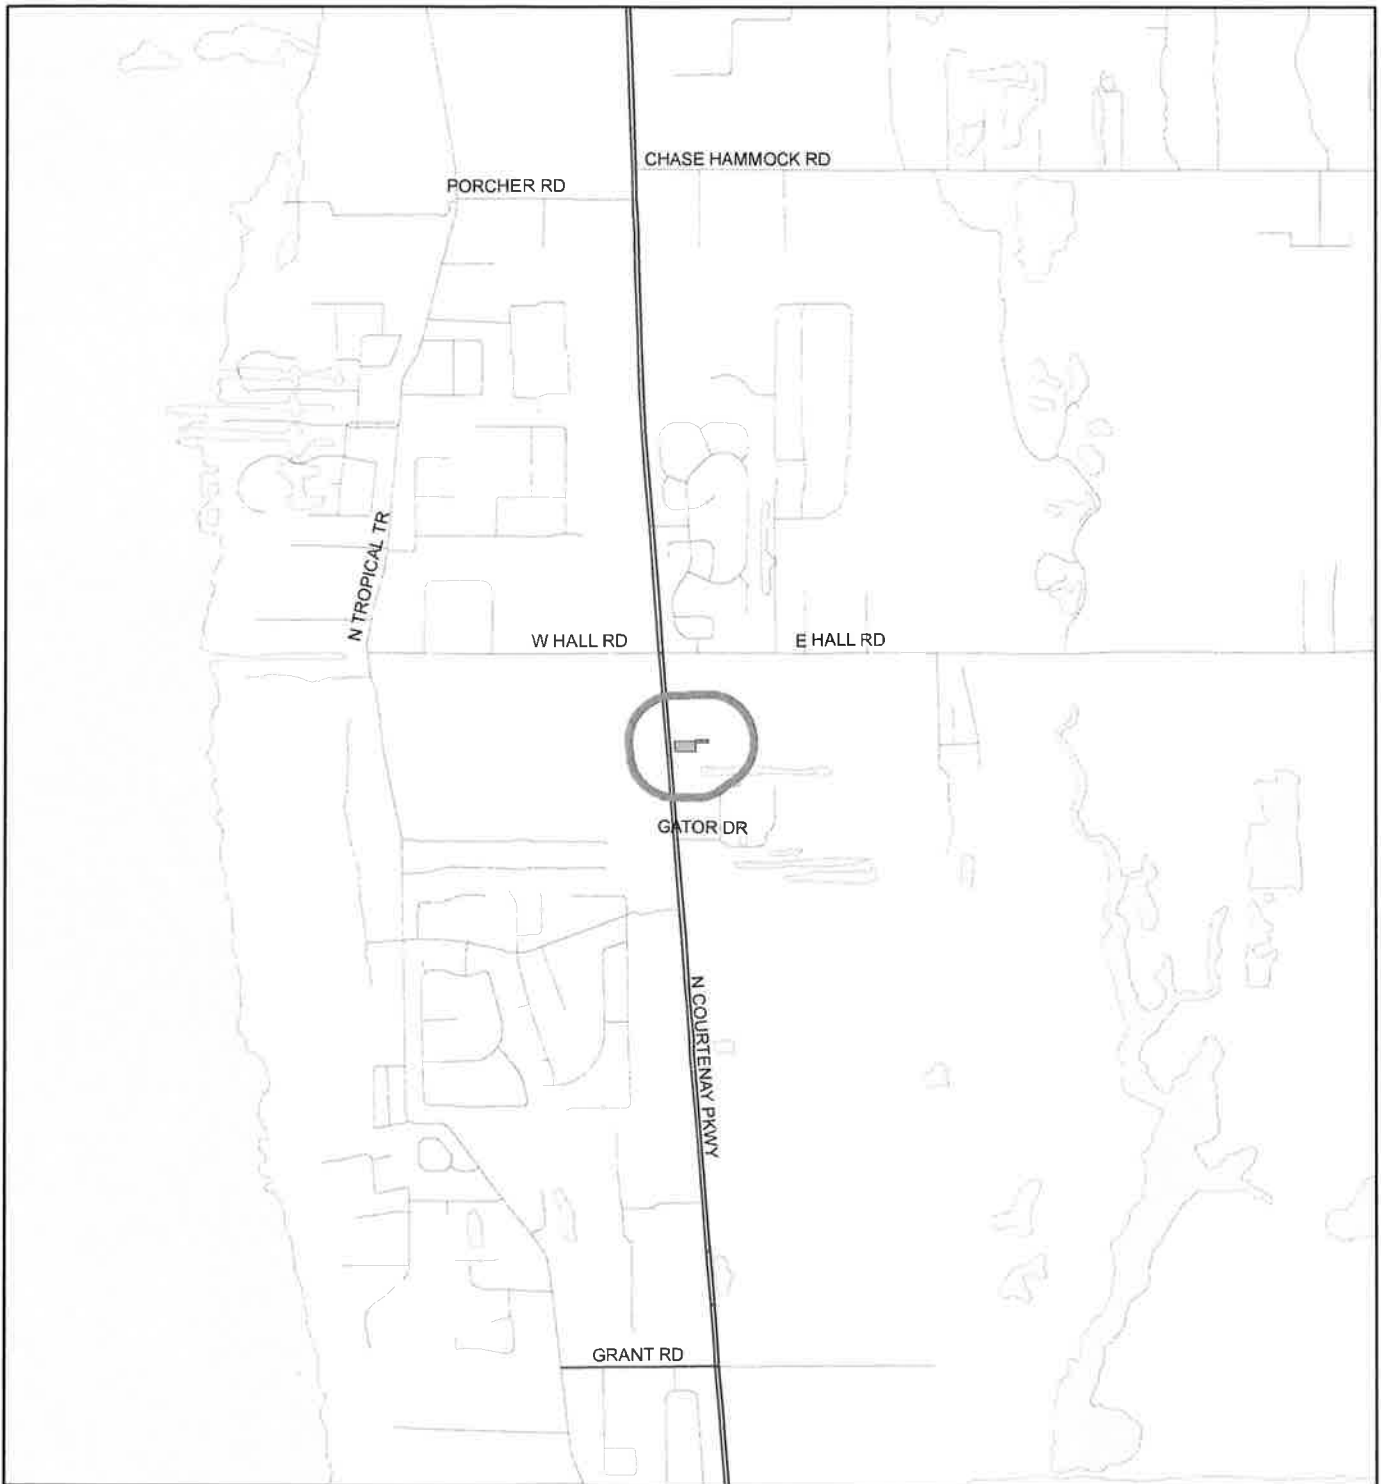 CHASE HAMMOCK RD
PORCHER RD
N TROPICAL TR
W HALL RD
E HALL RD
GATOR DR
N COURTENAY PKWY
GRANT RD